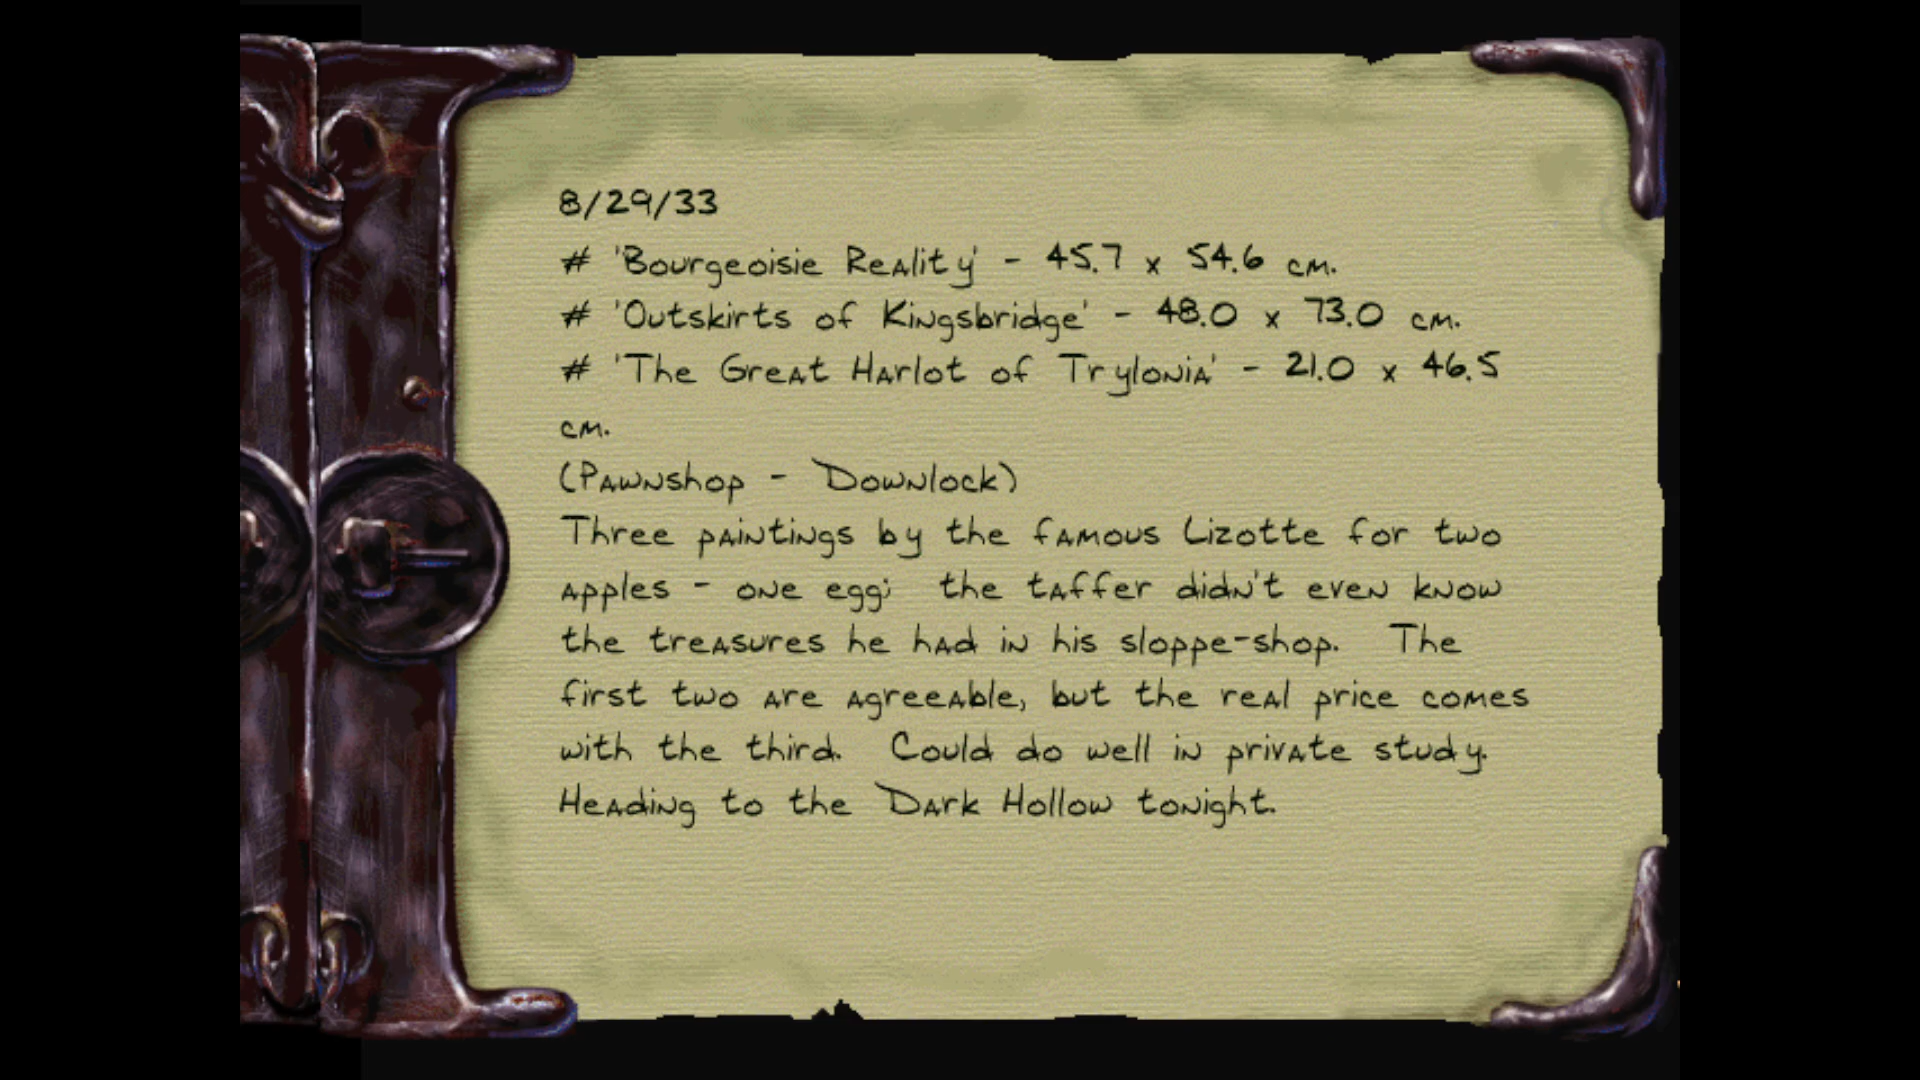 8/29/33
# 'Bourgeoisie Reality' - 45.7 x 54.6 cm.
# 'Outskirts of Kingsbridge' - 48.0 x 73.0 cm.
# 'The Great Harlot of Trylonia' - 21.0 x 46.5
cm.
(Pawnshop - Downlock)
Three paintings by the famous Lizotte for two
apples - one egg;  the taffer didn't even know
the treasures he had in his sloppe-shop.  The
first two are agreeable, but the real price comes
with the third.  Could do well in private study.
Heading to the Dark Hollow tonight.